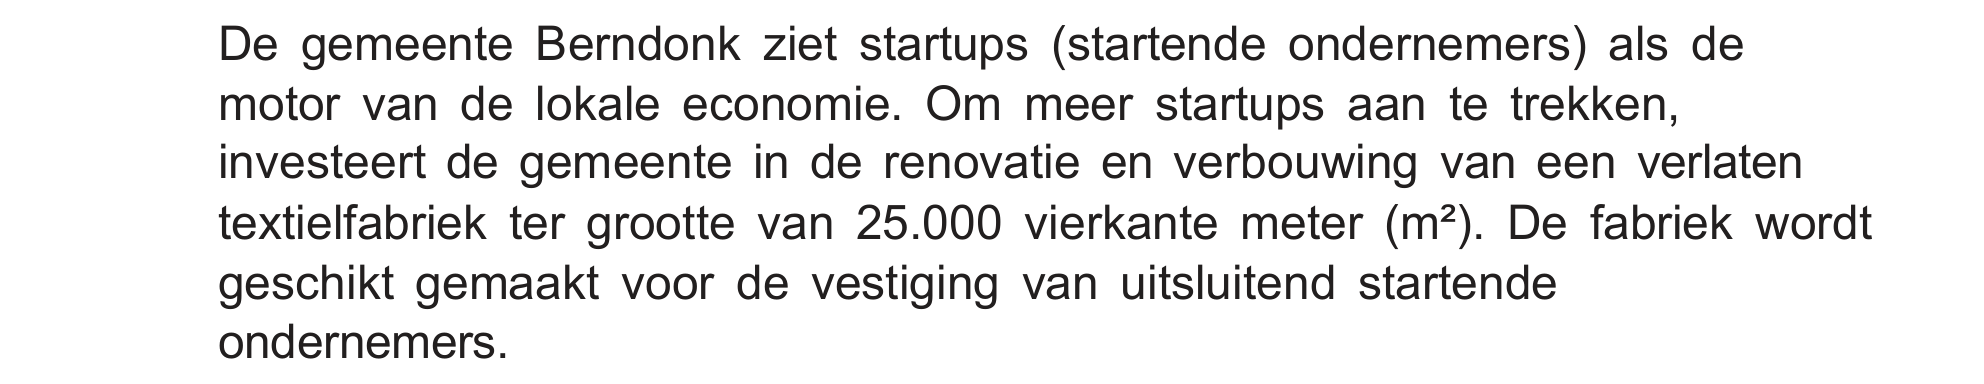 De gemeente Berndonk ziet startups (startende ondernemers) als de
motor van de lokale economie. Om meer startups aan te trekken,
investeert de gemeente in de renovatie en verbouwing van een verlaten
textielfabriek ter grootte van 25.000 vierkante meter (m²). De fabriek wordt
geschikt gemaakt voor de vestiging van uitsluitend startende
ondernemers.